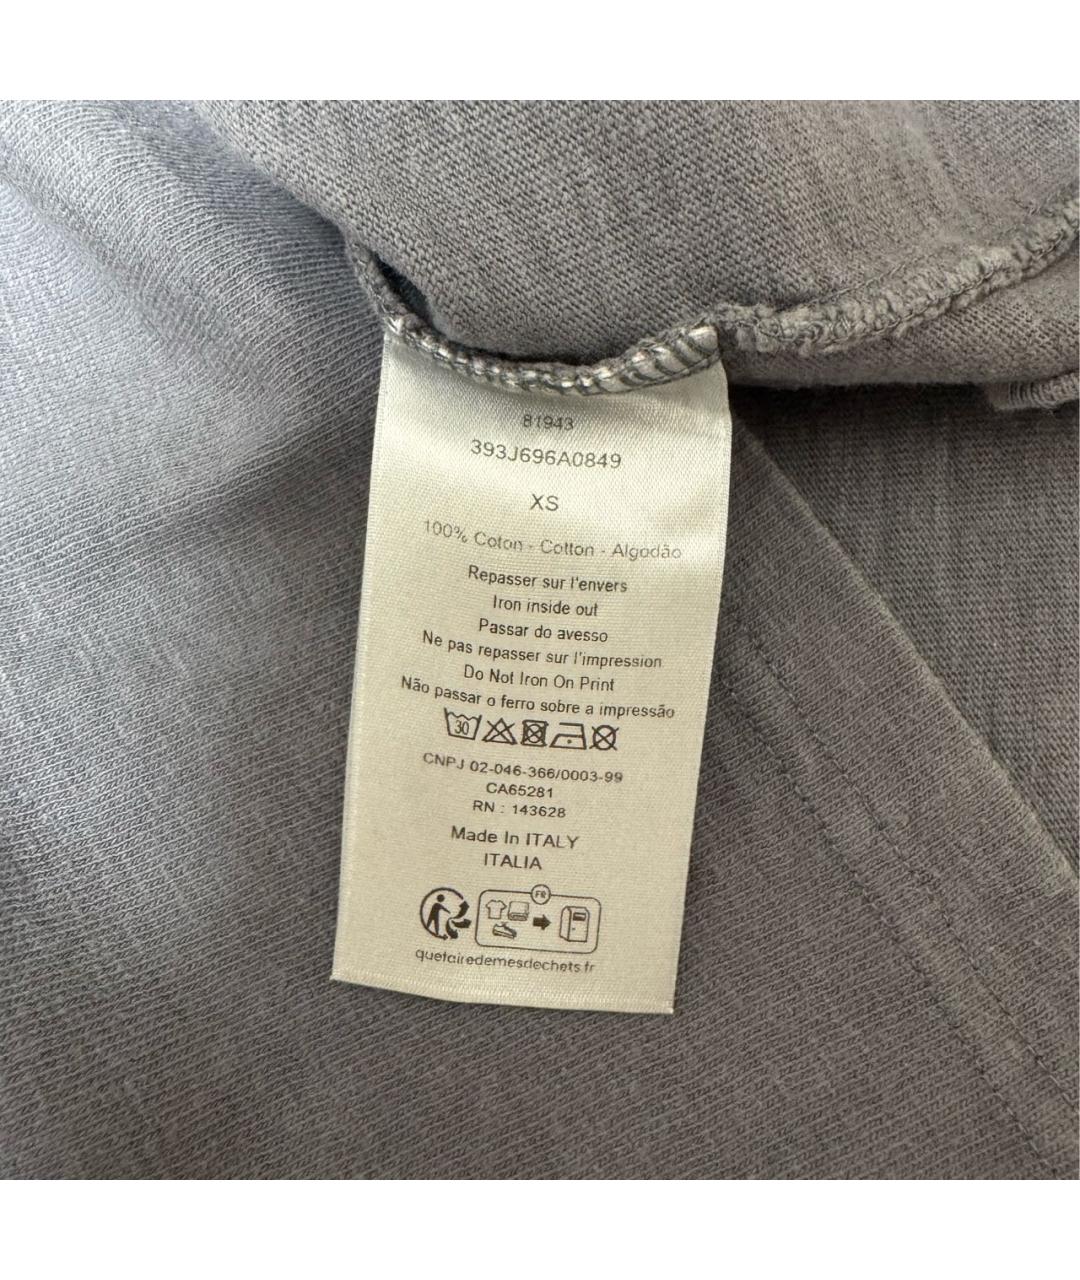 81943
393J696A0849
XS
100% Coton - Cotton - Algodão
Repasser sur l'envers
Iron inside out
Passar do avesso
Ne pas repasser sur l'impression
Do Not Iron On Print
Não passar o ferro sobre a impressão
30
CNPJ 02-046-366/0003-99
CA65281
RN : 143628
Made In ITALY
ITALIA
FR
quefairedemesdechets.fr